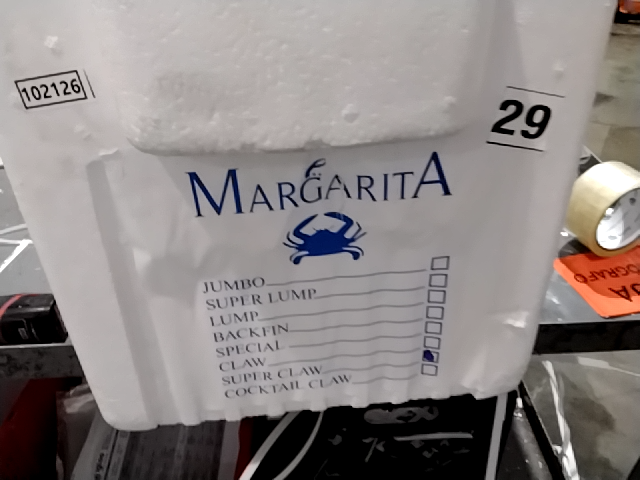 102126
29
MARGARITA
JUMBO
SUPER LUMP
LUMP
BACKFIN
SPECIAL
CLAW
SUPER CLAW
COCKTAIL CLAW